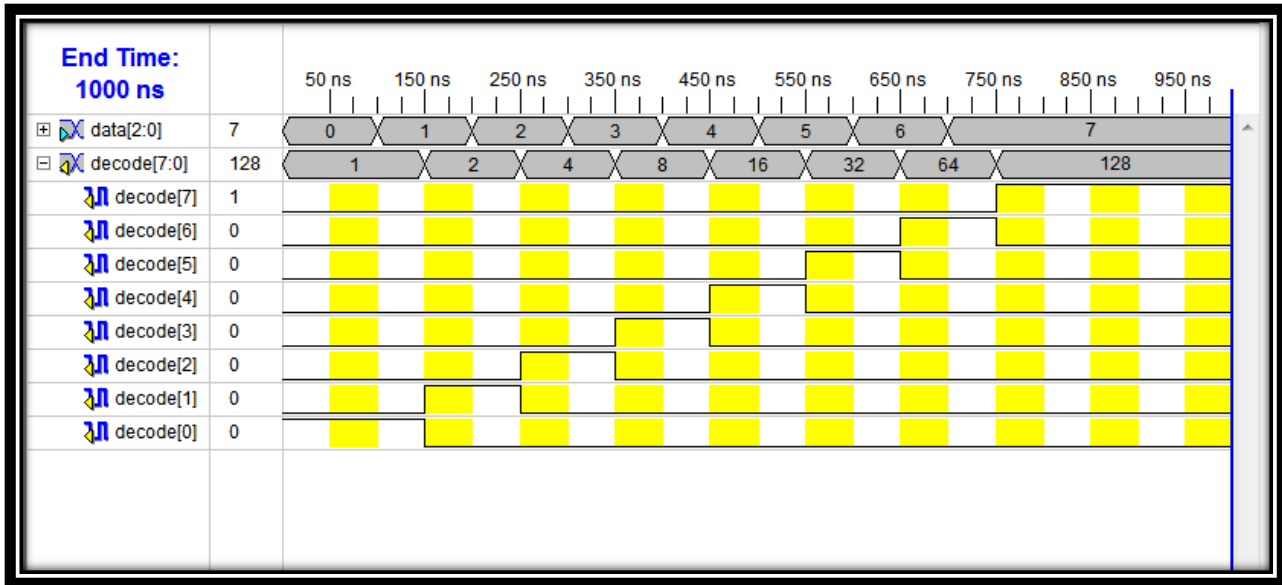 End Time:
1000 ns
50 ns 150 ns 250 ns 350 ns 450 ns 550 ns 650 ns 750 ns 850 ns 950 ns
data[2:0] 7 0 1 2 3 4 5 6 7
decode[7:0] 128 1 2 4 8 16 32 64 128
decode[7] 1
decode[6] 0
decode[5] 0
decode[4] 0
decode[3] 0
decode[2] 0
decode[1] 0
decode[0] 0